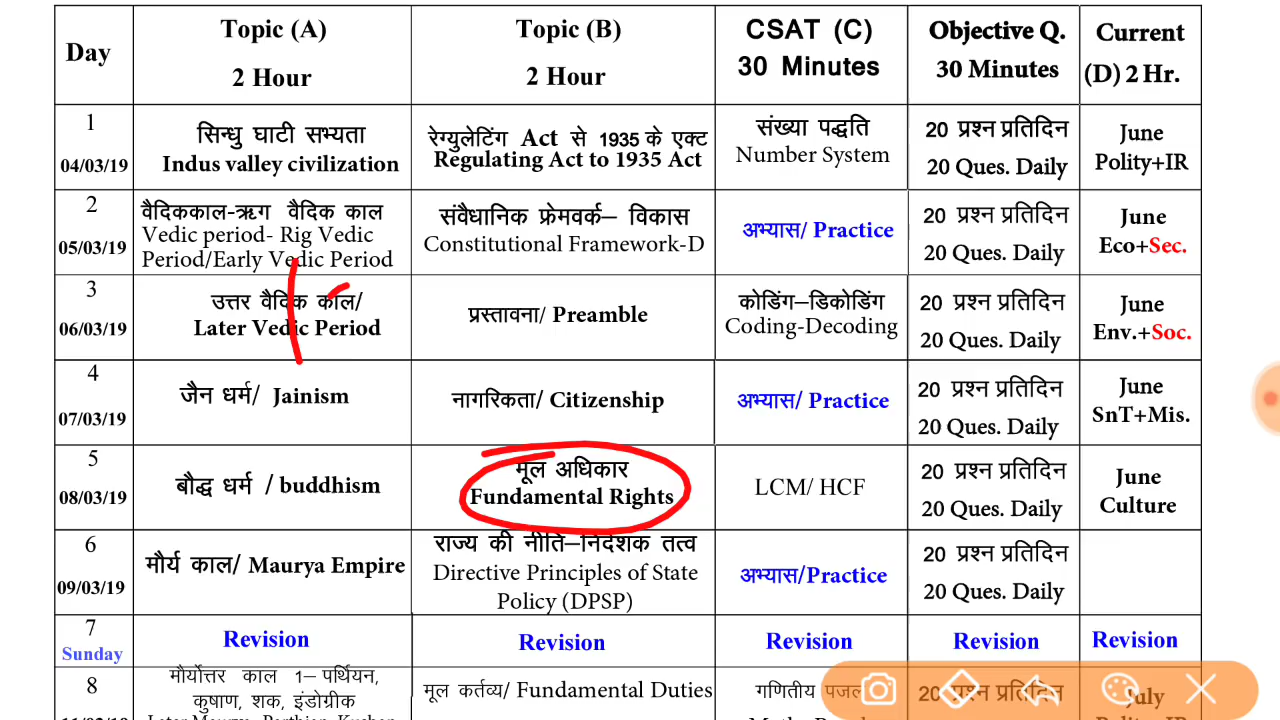 Day
Topic (A)
2 Hour
Topic (B)
2 Hour
CSAT (C)
30 Minutes
Objective Q.
30 Minutes
Current
(D) 2 Hr.
1
04/03/19
सिन्धु घाटी सभ्यता
Indus valley civilization
रेग्युलेटिंग Act से 1935 के एक्ट
Regulating Act to 1935 Act
संख्या पद्धति
Number System
20 प्रश्न प्रतिदिन
20 Ques. Daily
June
Polity+IR
2
05/03/19
वैदिककाल-ऋग वैदिक काल
Vedic period- Rig Vedic
Period/Early Vedic Period
संवैधानिक फ्रेमवर्क– विकास
Constitutional Framework-D
अभ्यास/ Practice
20 प्रश्न प्रतिदिन
20 Ques. Daily
June
Eco+Sec.
3
06/03/19
उत्तर वैदिक काल/
Later Vedic Period
प्रस्तावना/ Preamble
कोडिंग–डिकोडिंग
Coding-Decoding
20 प्रश्न प्रतिदिन
20 Ques. Daily
June
Env.+Soc.
4
07/03/19
जैन धर्म/ Jainism
नागरिकता/ Citizenship
अभ्यास/ Practice
20 प्रश्न प्रतिदिन
20 Ques. Daily
June
SnT+Mis.
5
08/03/19
बौद्ध धर्म / buddhism
मूल अधिकार
Fundamental Rights
LCM/ HCF
20 प्रश्न प्रतिदिन
20 Ques. Daily
June
Culture
6
09/03/19
मौर्य काल/ Maurya Empire
राज्य की नीति–निदेशक तत्व
Directive Principles of State
Policy (DPSP)
अभ्यास/Practice
20 प्रश्न प्रतिदिन
20 Ques. Daily
7
Sunday
Revision
Revision
Revision
Revision
Revision
8
मौर्योत्तर काल 1– पर्थियन,
कुषाण, शक, इंडोग्रीक
मूल कर्तव्य/ Fundamental Duties
गणितीय
20 प्रश्न प्रतिदिन
July